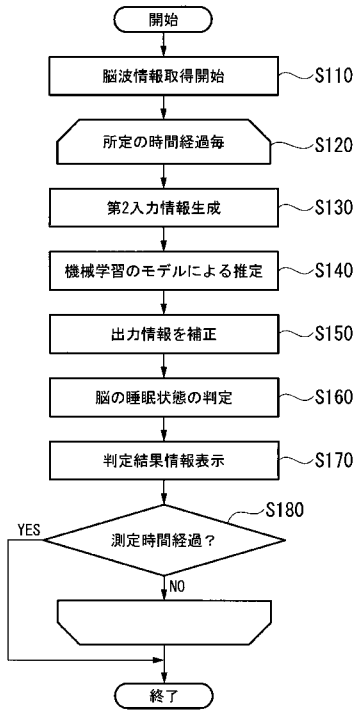 開始
脳波情報取得開始
S110
所定の時間経過毎
S120
第2入力情報生成
S130
機械学習のモデルによる推定
S140
出力情報を補正
S150
脳の睡眠状態の判定
S160
判定結果情報表示
S170
S180
YES
測定時間経過？
NO
終了